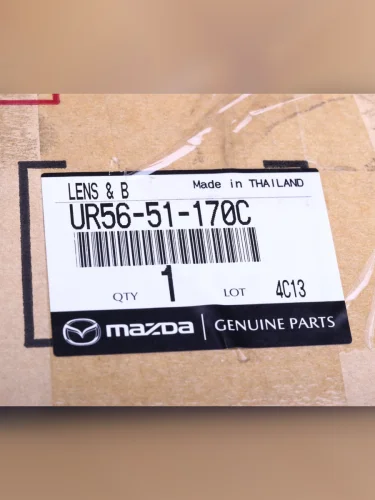 LENS & B Made in THAILAND
UR56-51-170C
QTY 1 LOT 4C13
mazda GENUINE PARTS